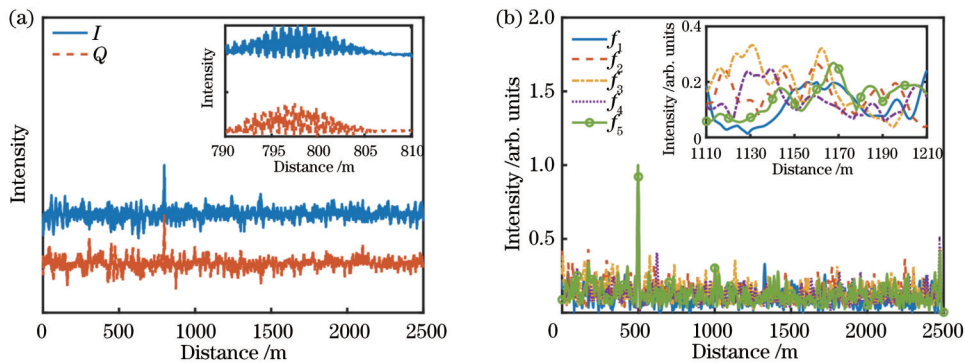 (a)
I
Q
Intensity
Intensity
790 795 800 805 810
Distance /m
0 500 1000 1500 2000 2500
Distance /m
(b)
2.0
1.5
1.0
0.5
Intensity /arb. units
f1
f2
f3
f4
f5
0.4
0.2
0
Intensity /arb. units
1110 1130 1150 1170 1190 1210
Distance /m
0 500 1000 1500 2000 2500
Distance /m